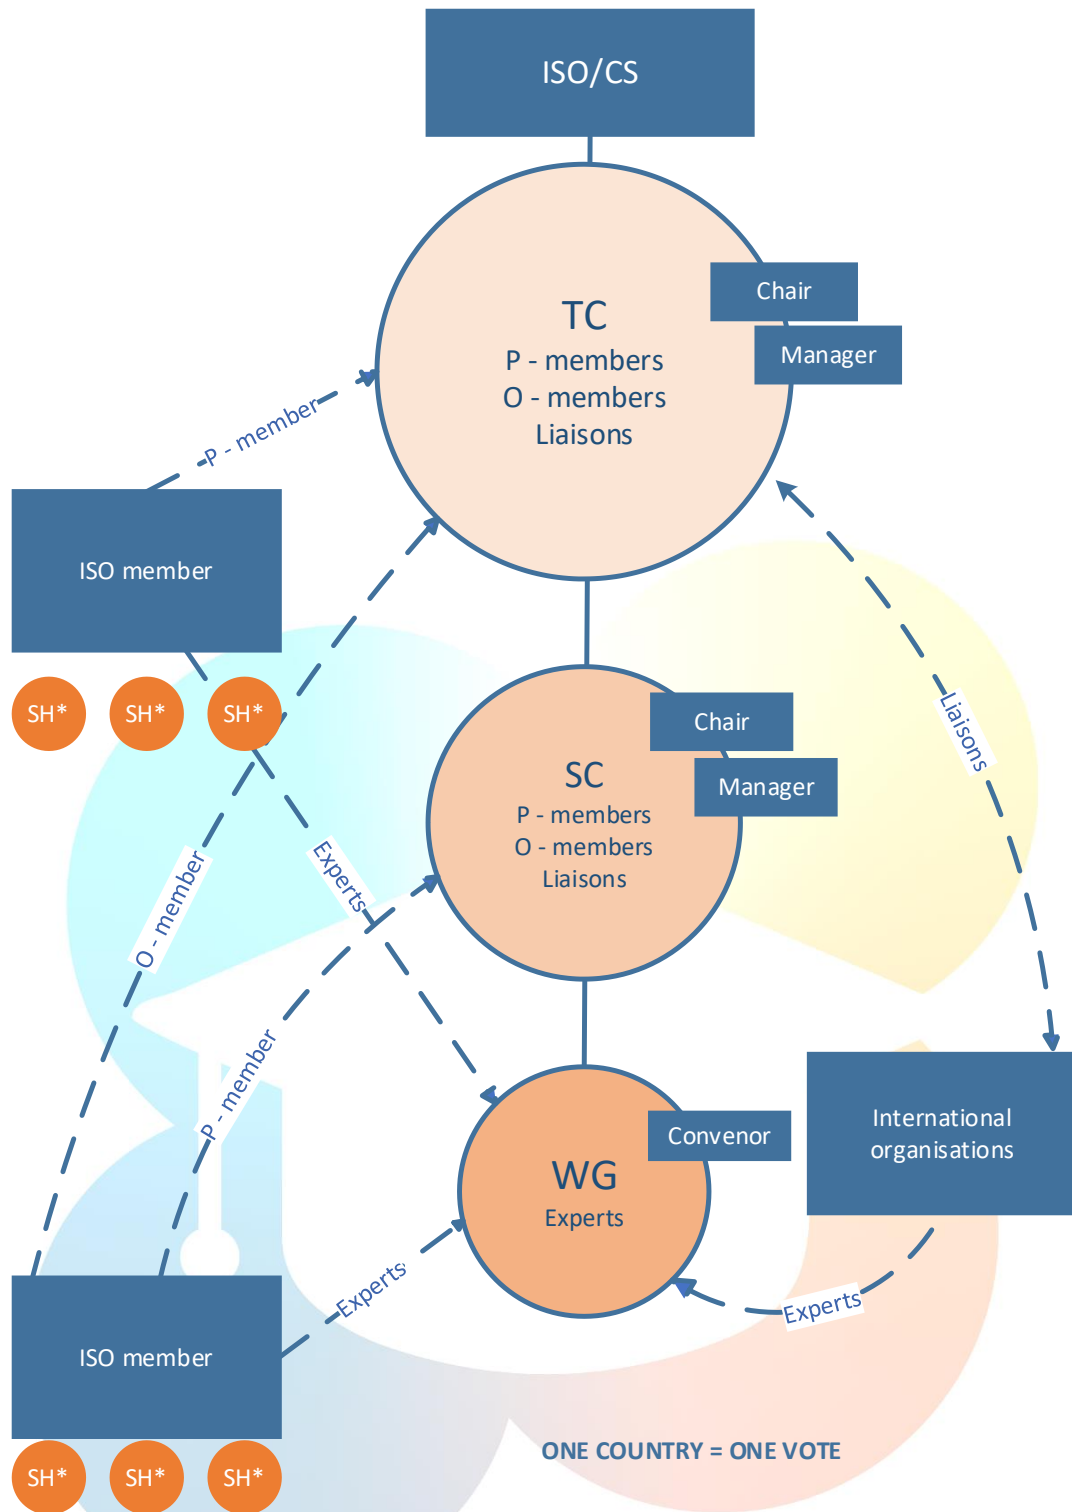 ISO/CS
Chair
Manager
TC
P - members
O - members
Liaisons
P - member
ISO member
SH* SH* SH*
Liaisons
Chair
Manager
SC
P - members
O - members
Liaisons
Experts
O - member
P - member
Convenor
WG
Experts
International
organisations
Experts
Experts
ISO member
ONE COUNTRY = ONE VOTE
SH* SH* SH*